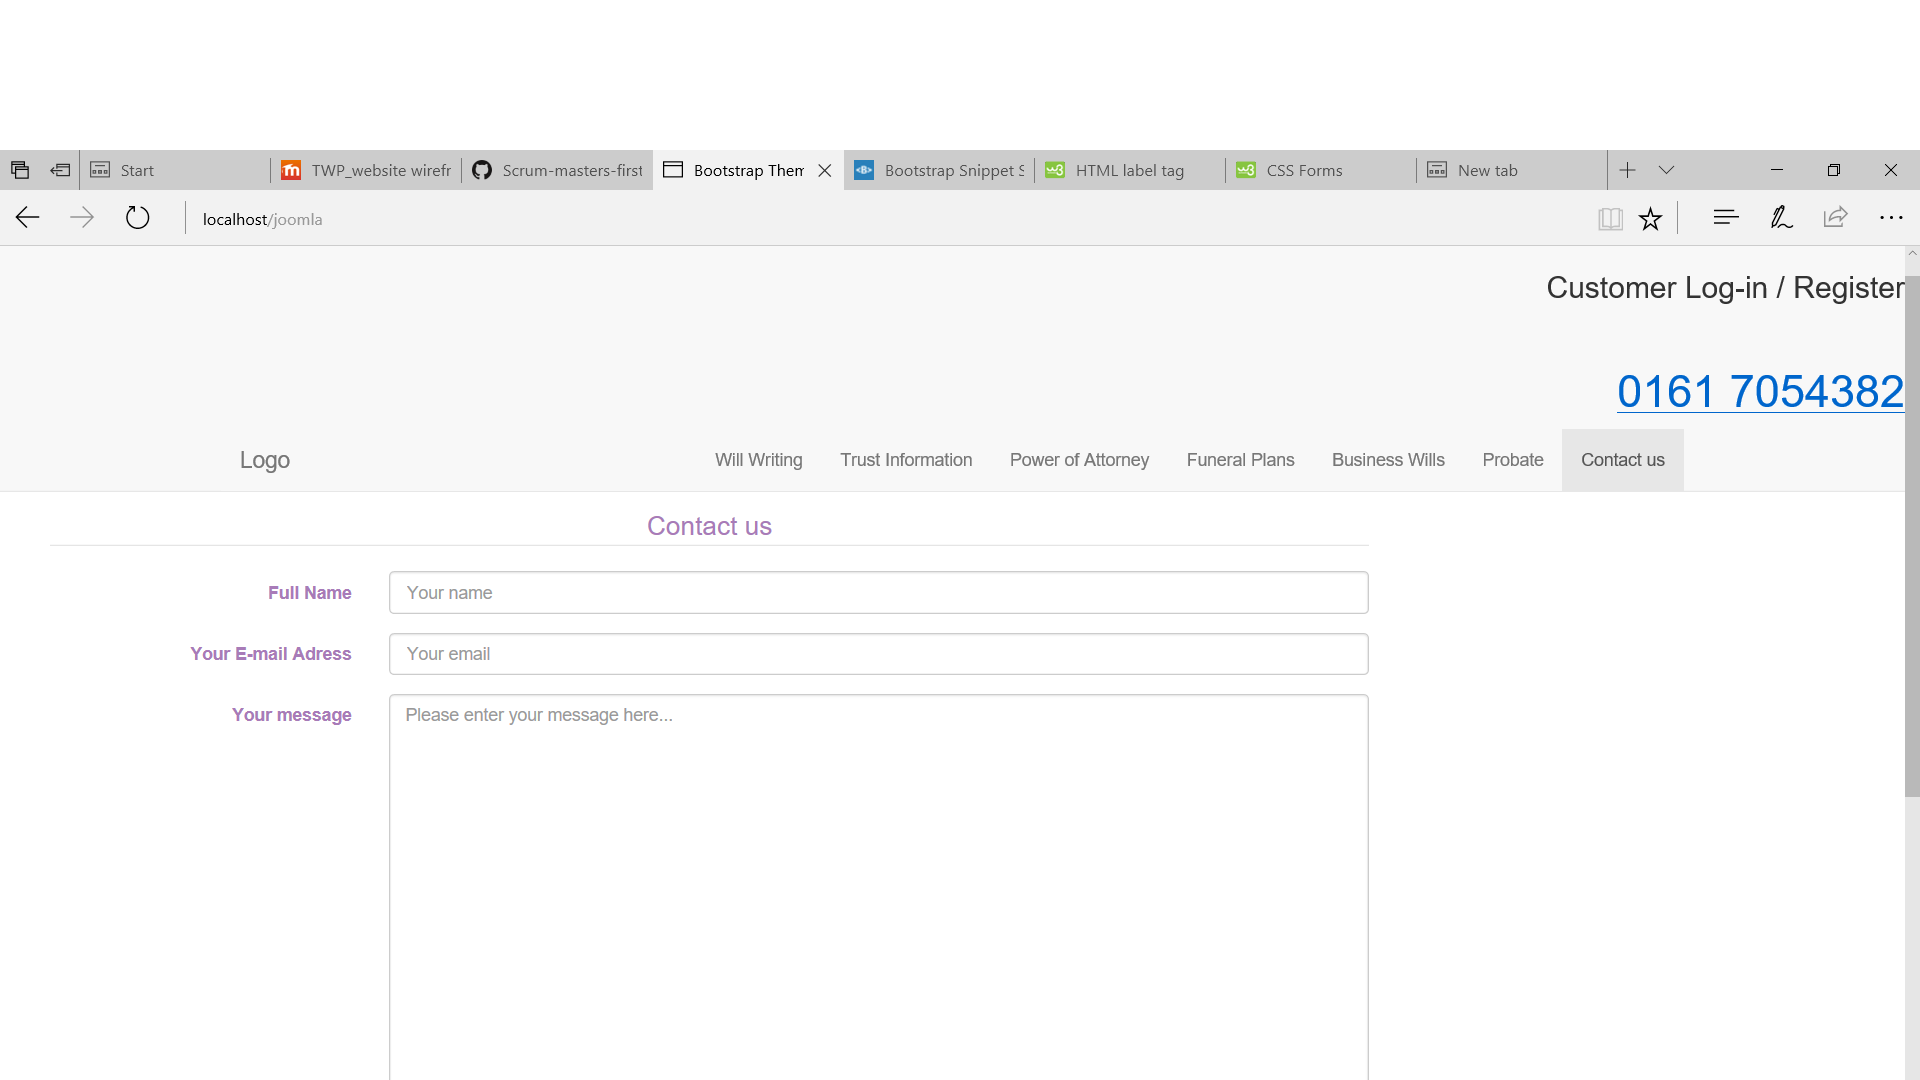 Start TWP_website wirefr Scrum-masters-first Bootstrap Them Bootstrap Snippet S HTML label tag CSS Forms New tab
localhost/joomla
Customer Log-in / Register
0161 7054382
Logo Will Writing Trust Information Power of Attorney Funeral Plans Business Wills Probate Contact us
Contact us
Full Name Your name
Your E-mail Adress Your email
Your message Please enter your message here...